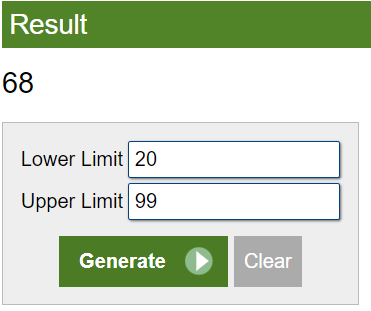 Result
68
Lower Limit 20
Upper Limit 99
Generate Clear